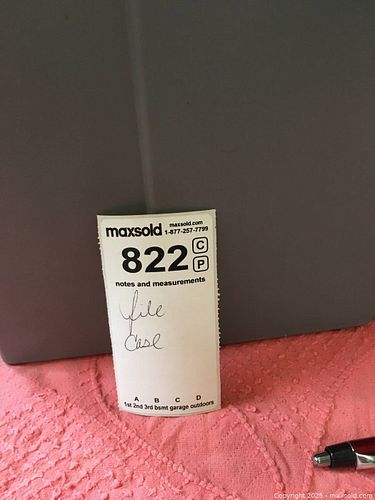 maxsold maxsold.com
1-877-257-7799
822 C
P
notes and measurements
file
Case
A B C D
1st 2nd 3rd bsmt garage outdoors
Copyright 2025 - maxsold.com